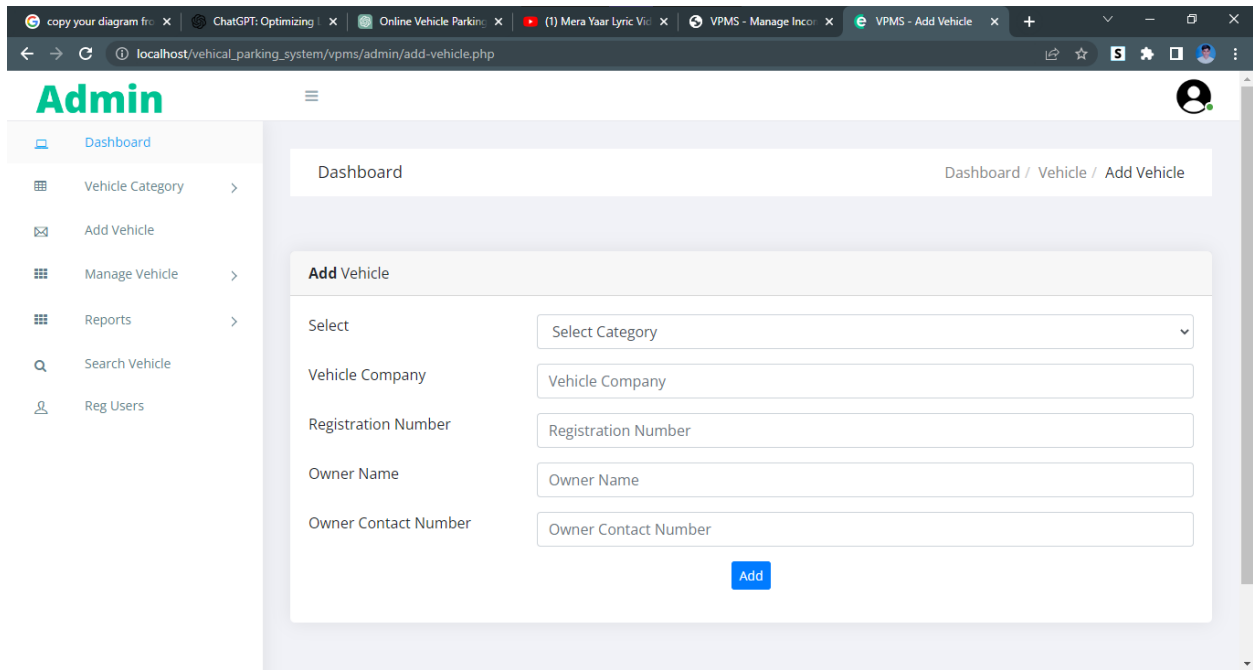 copy your diagram fro
ChatGPT: Optimizing
Online Vehicle Parking
(1) Mera Yaar Lyric Vid
VPMS - Manage Incor
VPMS - Add Vehicle
localhost/vehical_parking_system/vpms/admin/add-vehicle.php
Admin
Dashboard
Vehicle Category
Add Vehicle
Manage Vehicle
Reports
Search Vehicle
Reg Users
Dashboard
Dashboard / Vehicle / Add Vehicle
Add Vehicle
Select
Select Category
Vehicle Company
Vehicle Company
Registration Number
Registration Number
Owner Name
Owner Name
Owner Contact Number
Owner Contact Number
Add